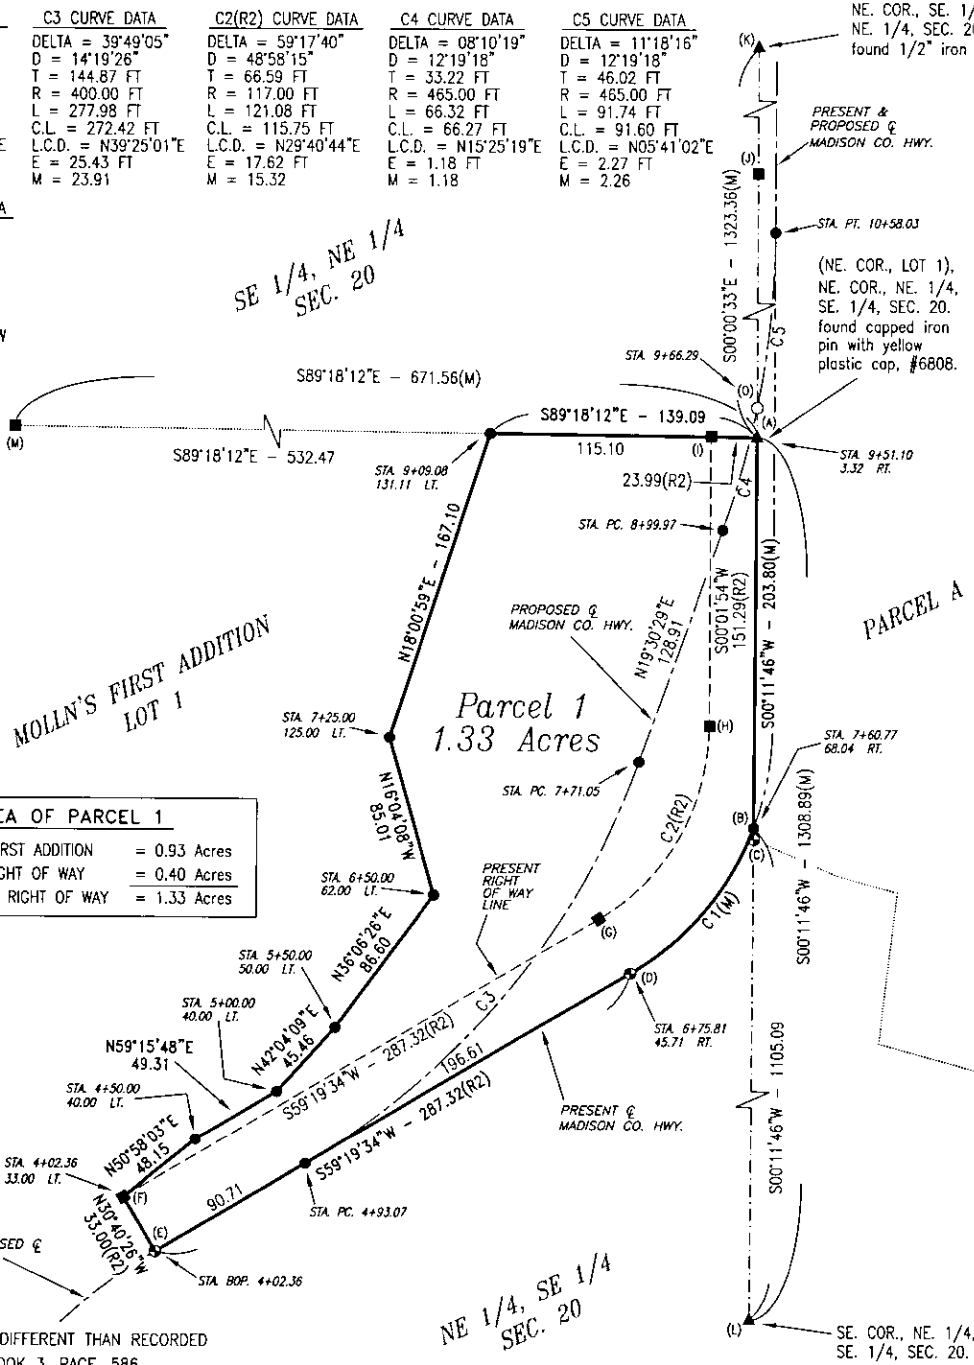 C3 CURVE DATA
DELTA = 39°49'05"
D = 14°19'26"
T = 144.87 FT
R = 400.00 FT
L = 277.98 FT
C.L. = 272.42 FT
L.C.D. = N39°25'01"E
E = 25.43 FT
M = 23.91
C2(R2) CURVE DATA
DELTA = 59°17'40"
D = 48°58'15"
T = 66.59 FT
R = 117.00 FT
L = 121.08 FT
C.L. = 115.75 FT
L.C.D. = N29°40'44"E
E = 17.62 FT
M = 15.32
C4 CURVE DATA
DELTA = 08°10'19"
D = 12°19'18"
T = 33.22 FT
R = 465.00 FT
L = 66.32 FT
C.L. = 66.27 FT
L.C.D. = N15°25'19"E
E = 1.18 FT
M = 1.18
C5 CURVE DATA
DELTA = 11°18'16"
D = 12°19'18"
T = 46.02 FT
R = 465.00 FT
L = 91.74 FT
C.L. = 91.60 FT
L.C.D. = N05°41'02"E
E = 2.27 FT
M = 2.26
NE. COR., SE. 1/
NE. 1/4, SEC. 20
found 1/2" iron
(K)
PRESENT &
PROPOSED ℄
MADISON CO. HWY.
(J)
S00°00'33"E - 1323.36(M)
STA. PT. 10+58.03
(NE. COR., LOT 1),
NE. COR., NE. 1/4,
SE. 1/4, SEC. 20.
found capped iron
pin with yellow
plastic cap, #6808.
SE 1/4, NE 1/4
SEC. 20
C5
STA. 9+66.29
(O)
(A)
S89°18'12"E - 671.56(M)
S89°18'12"E - 139.09
(M)
S89°18'12"E - 532.47
115.10
(I)
STA. 9+51.10
3.32 RT.
STA. 9+09.08
131.11 LT.
23.99(R2)
C4
STA. PC. 8+99.97
N18°00'59"E - 167.10
PROPOSED ℄
MADISON CO. HWY.
N19°30'29"E
128.91
S00°01'54"W
151.29(R2)
S00°11'46"W - 203.80(M)
PARCEL A
MOLLN'S FIRST ADDITION
LOT 1
Parcel 1
1.33 Acres
STA. 7+25.00
125.00 LT.
(H)
STA. 7+60.77
68.04 RT.
STA. PC. 7+71.05
N16°04'08"W
85.01
C2(R2)
(B)
(C)
S00°11'46"W - 1308.89(M)
EA OF PARCEL 1
RST ADDITION = 0.93 Acres
GHT OF WAY = 0.40 Acres
RIGHT OF WAY = 1.33 Acres
STA. 6+50.00
62.00 LT.
PRESENT
RIGHT
OF WAY
LINE
(G)
C1(M)
N36°06'26"E
86.60
STA. 5+50.00
50.00 LT.
C3
(D)
STA. 6+75.81
45.71 RT.
STA. 5+00.00
40.00 LT.
N42°04'09"E
45.46
S59°19'34"W - 287.32(R2)
196.61
N59°15'48"E
49.31
STA. 4+50.00
40.00 LT.
S59°19'34"W - 287.32(R2)
PRESENT ℄
MADISON CO. HWY.
S00°11'46"W - 1105.09
N50°58'03"E
48.15
STA. 4+02.36
33.00 LT.
(F)
90.71
STA. PC. 4+93.07
N30°40'26"W
33.00(R2)
(E)
SED ℄
STA. BOP. 4+02.36
NE 1/4, SE 1/4
SEC. 20
(L)
SE. COR., NE. 1/4,
SE. 1/4, SEC. 20.
DIFFERENT THAN RECORDED
OOK 3, PAGE 586